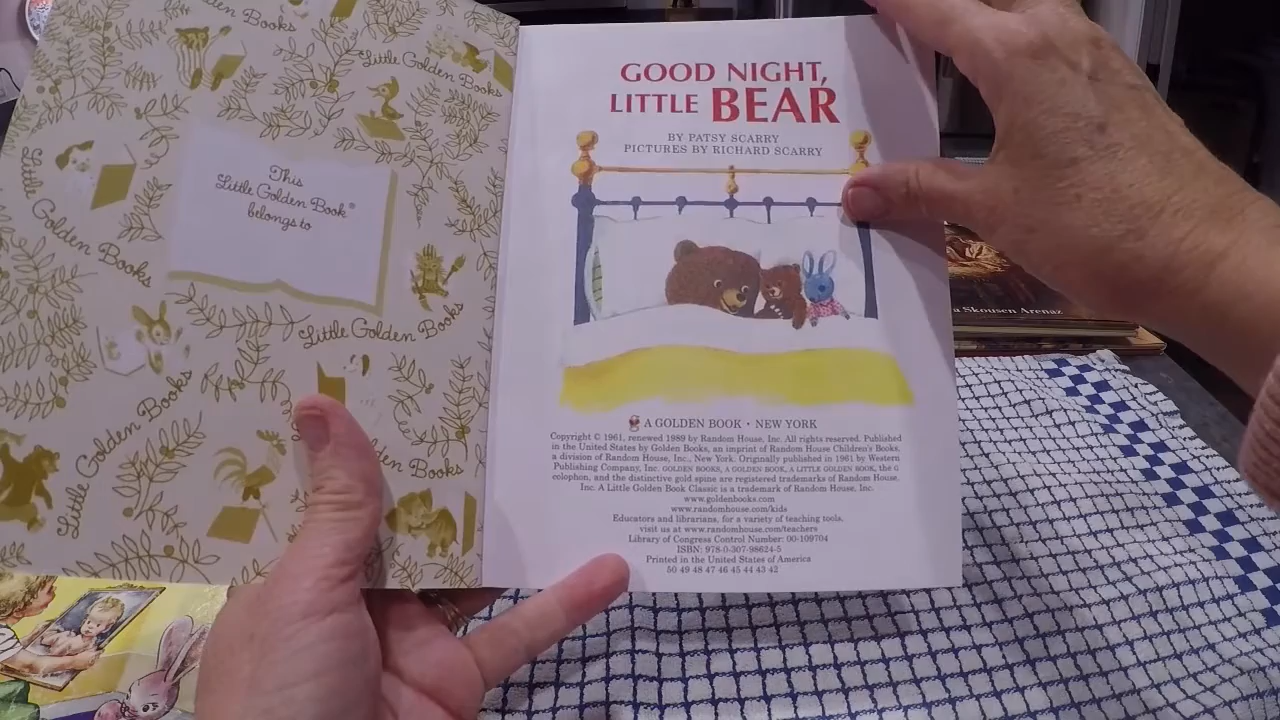 Golden Books
Little Golden Books
Little Golden Books
This
Little Golden Book®
belongs to
Little Golden Books
Little Golden Books
Books
GOOD NIGHT,
LITTLE BEAR
BY PATSY SCARRY
PICTURES BY RICHARD SCARRY
A GOLDEN BOOK • NEW YORK
Copyright © 1961, renewed 1989 by Random House, Inc. All rights reserved. Published
in the United States by Golden Books, an imprint of Random House Children's Books,
a division of Random House, Inc., New York. Originally published in 1961 by Western
Publishing Company, Inc. GOLDEN BOOKS, A GOLDEN BOOK, A LITTLE GOLDEN BOOK, the G
colophon, and the distinctive gold spine are registered trademarks of Random House,
Inc. A Little Golden Book Classic is a trademark of Random House, Inc.
www.goldenbooks.com
www.randomhouse.com/kids
Educators and librarians, for a variety of teaching tools,
visit us at www.randomhouse.com/teachers
Library of Congress Control Number: 00-109704
ISBN: 978-0-307-98624-5
Printed in the United States of America
50 49 48 47 46 45 44 43 42
a Skousen Arenaz